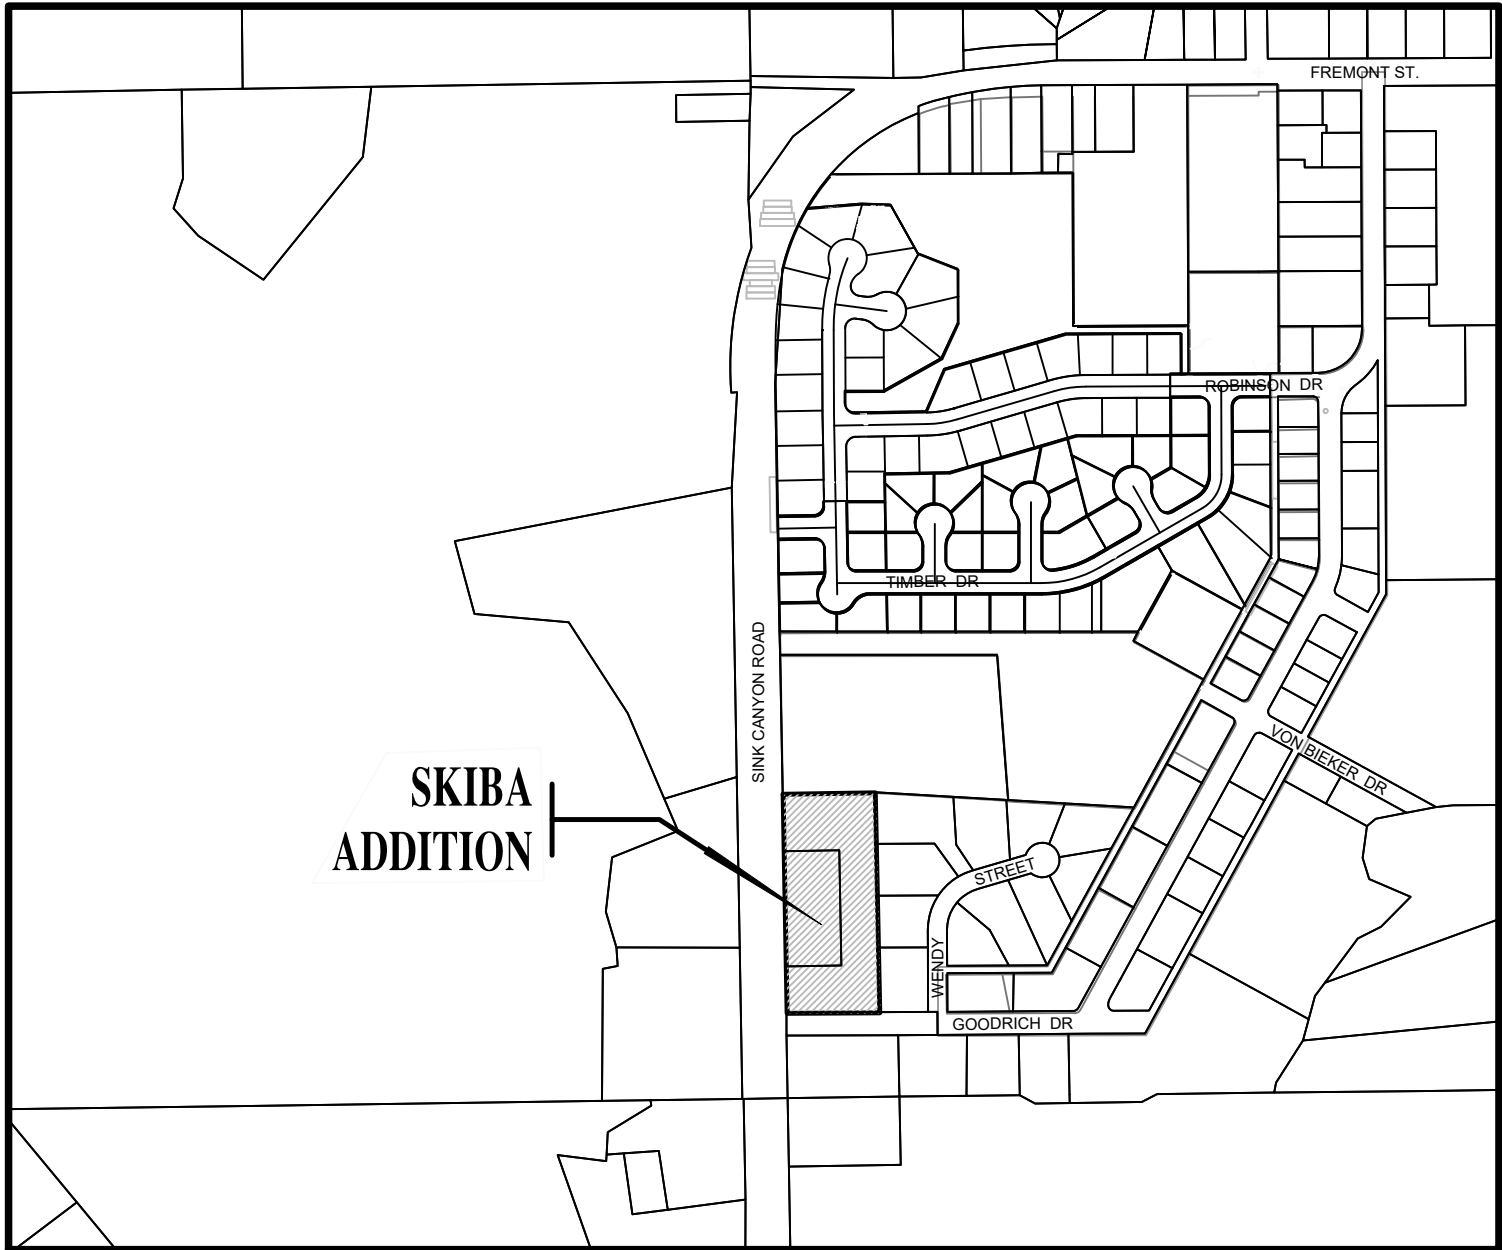 FREMONT ST.
ROBINSON DR
TIMBER DR
SINK CANYON ROAD
VON BIEKER DR
SKIBA
ADDITION
STREET
WENDY
GOODRICH DR